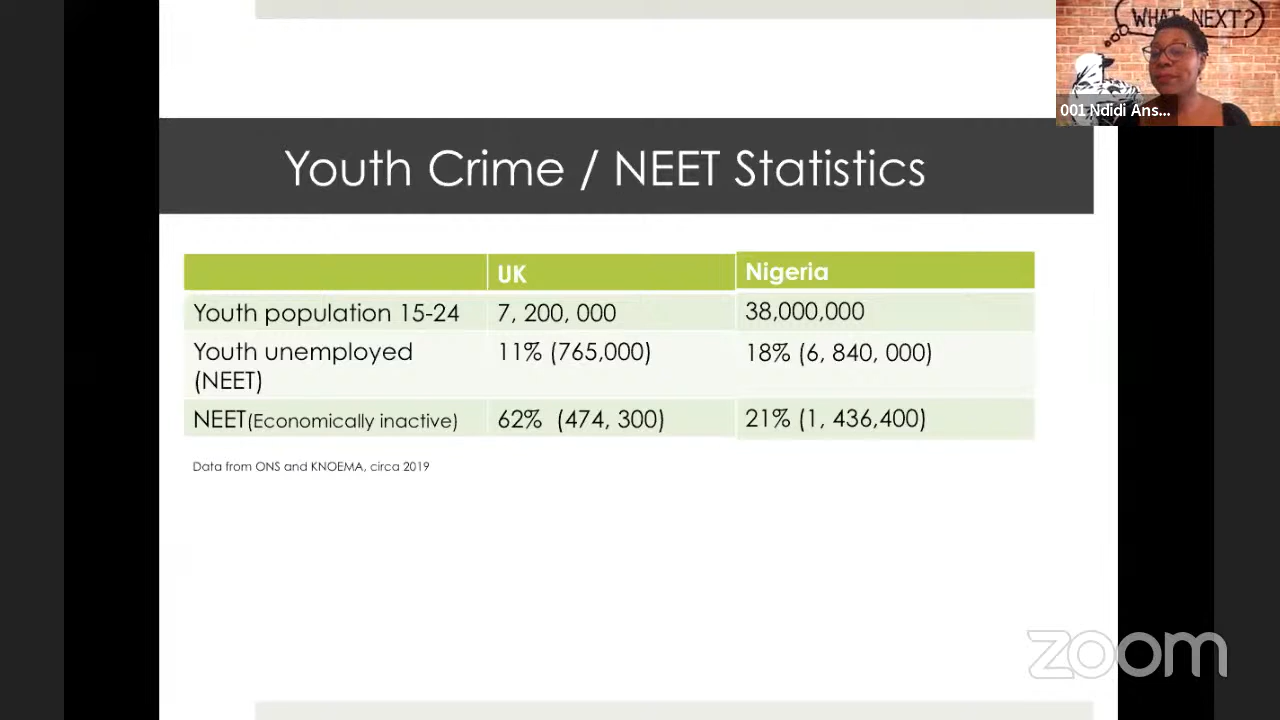 WHAT NEXT?
001 Ndidi Ans...
Youth Crime / NEET Statistics
UK Nigeria
Youth population 15-24 7, 200, 000 38,000,000
Youth unemployed 11% (765,000) 18% (6, 840, 000)
(NEET)
NEET(Economically inactive) 62% (474, 300) 21% (1, 436,400)
Data from ONS and KNOEMA, circa 2019
zoom